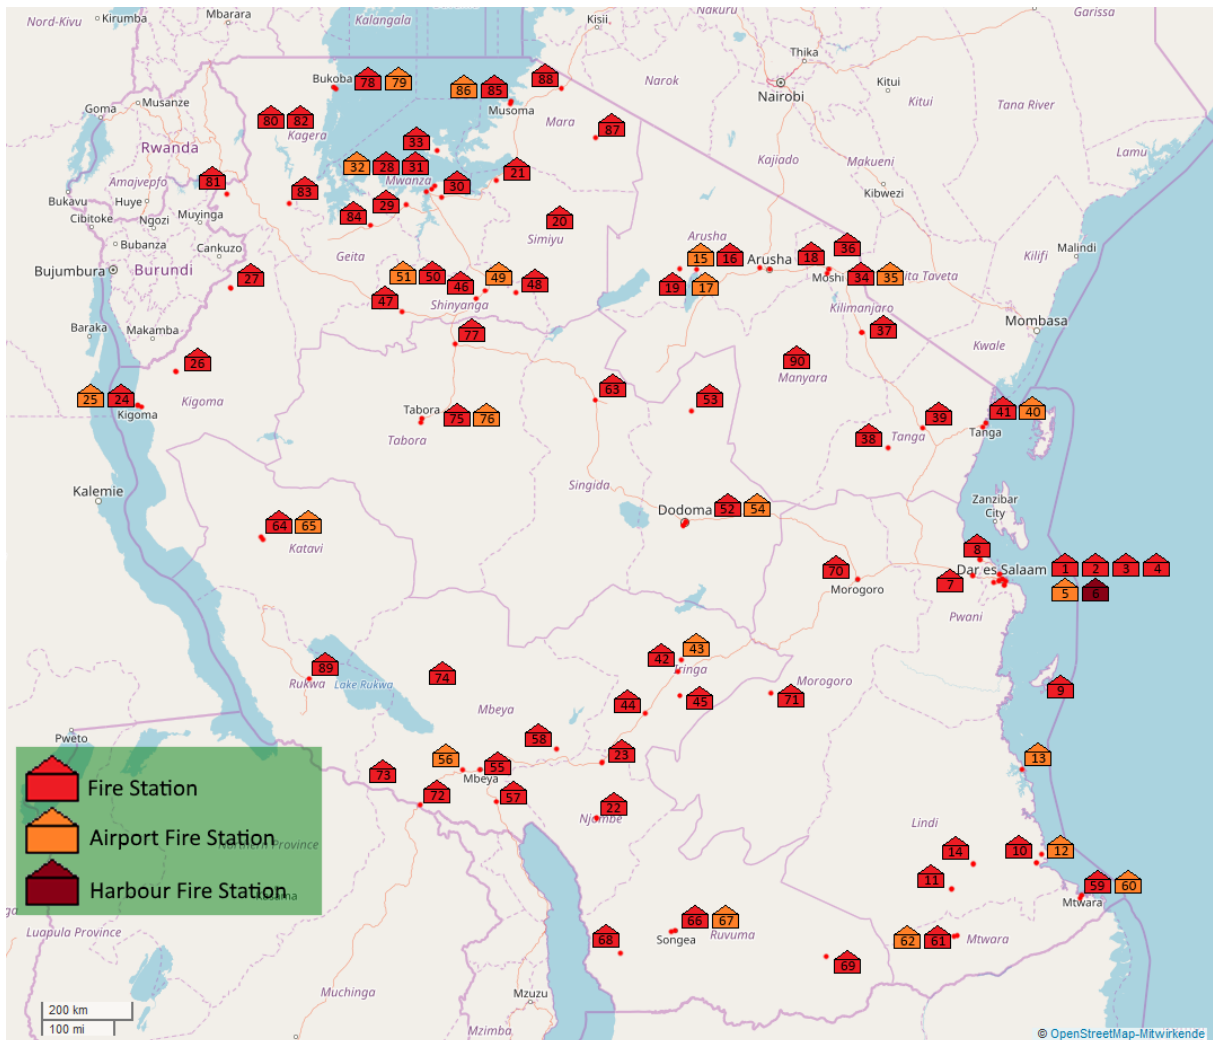 Nord-Kivu
Kirumba
Mbarara
Kalangala
Kisii
Nakuru
Garissa
Thika
Bukoba
78
79
86
85
88
Narok
Nairobi
Kitui
Kitui
Tana River
Goma
Musanze
80
82
Kagera
Musoma
Mara
87
Rwanda
33
Kajiado
Makueni
Lamu
32
28
31
Mwanza
30
21
Amajyepfo
81
Bukavu
Huye
83
Kibwezi
Cibitoke
Ngozi
Muyinga
84
29
20
Simiyu
Bubanza
Cankuzo
Geita
Arusha
36
Kilifi
Malindi
Bujumbura
Burundi
27
51
50
46
49
48
15
16
Arusha
18
Moshi
34
35
ita Taveta
19
17
47
Shinyanga
Kilimanjaro
Baraka
Makamba
77
37
Mombasa
Kwale
26
90
Manyara
25
24
Kigoma
Kigoma
63
53
Tabora
75
76
Tabora
39
41
40
38
Tanga
Tanga
Kalemie
Singida
Zanzibar
City
Dodoma
52
54
64
65
Katavi
8
70
Morogoro
Dar es Salaam
7
1
2
3
4
5
6
Pwani
89
Rukwa
Lake Rukwa
74
42
43
Iringa
Morogoro
9
Mbeya
44
45
71
Pweto
58
23
13
56
55
Mbeya
73
72
57
22
Njombe
Fire Station
Airport Fire Station
Harbour Fire Station
Northern Province
Kasama
Lindi
14
10
12
11
59
60
Mtwara
Luapula Province
66
67
Songea
Ruvuma
68
62
61
Mtwara
69
Muchinga
Mzuzu
Mzimba
200 km
100 mi
© OpenStreetMap-Mitwirkende